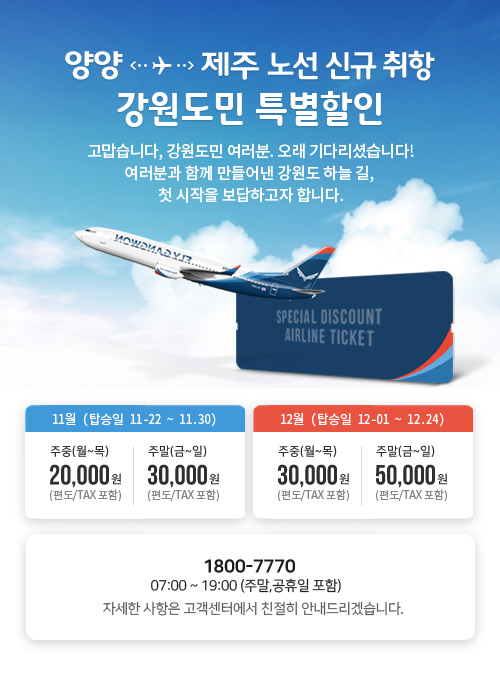 양양 <··✈··> 제주 노선 신규 취항
강원도민 특별할인
고맙습니다, 강원도민 여러분. 오래 기다리셨습니다!
여러분과 함께 만들어낸 강원도 하늘 길,
첫 시작을 보답하고자 합니다.
FLYGANGWON
SPECIAL DISCOUNT
AIRLINE TICKET
11월 (탑승일 11-22 ~ 11.30)
주중(월~목) 주말(금~일)
20,000원 30,000원
(편도/TAX 포함) (편도/TAX 포함)
12월 (탑승일 12-01 ~ 12.24)
주중(월~목) 주말(금~일)
30,000원 50,000원
(편도/TAX 포함) (편도/TAX 포함)
1800-7770
07:00 ~ 19:00 (주말,공휴일 포함)
자세한 사항은 고객센터에서 친절히 안내드리겠습니다.